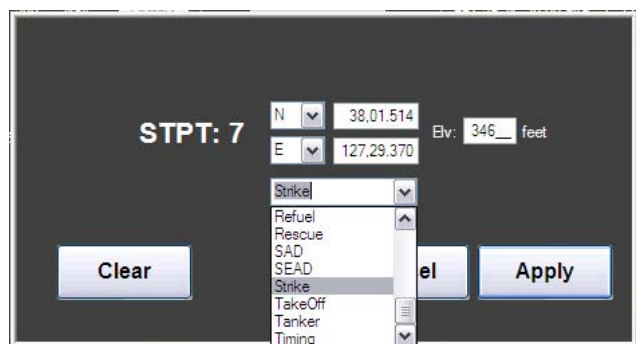 N 38,01.514
STPT: 7 Elv: 346__ feet
E 127,29.370
Strike
Refuel
Rescue
SAD
SEAD
Strike
TakeOff
Tanker
Timing
Clear el Apply